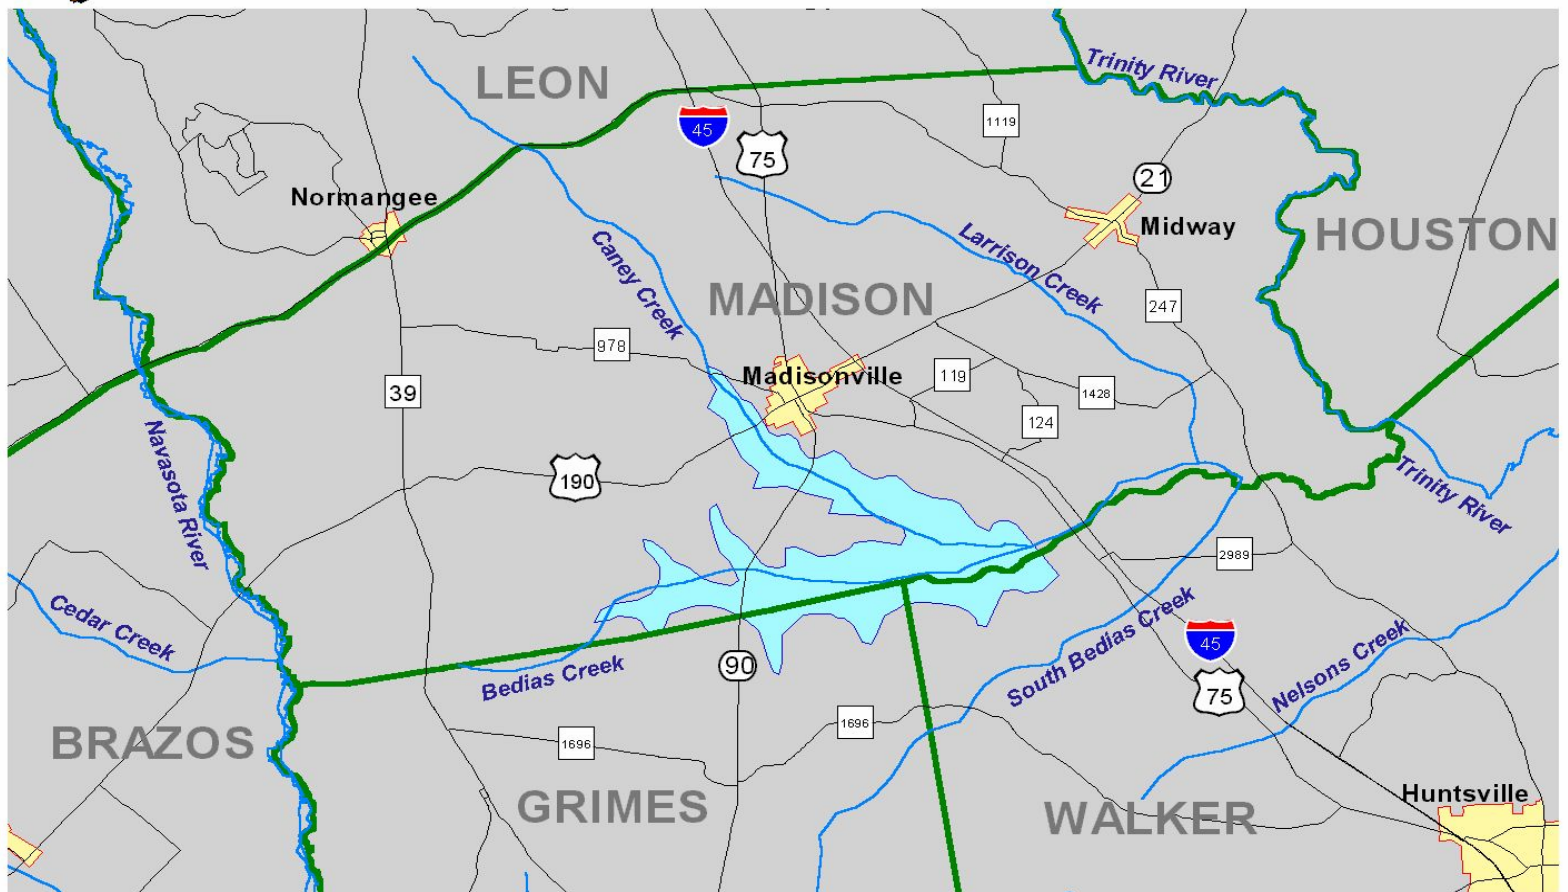 Trinity River
LEON
45
75
1119
21
Normangee
Midway
HOUSTON
Caney Creek
Larrison Creek
MADISON
247
978
Madisonville
119
39
1428
124
Navasota River
190
Trinity River
2989
Cedar Creek
South Bedias Creek
45
Nelsons Creek
Bedias Creek
90
75
BRAZOS
1696
1696
GRIMES
WALKER
Huntsville